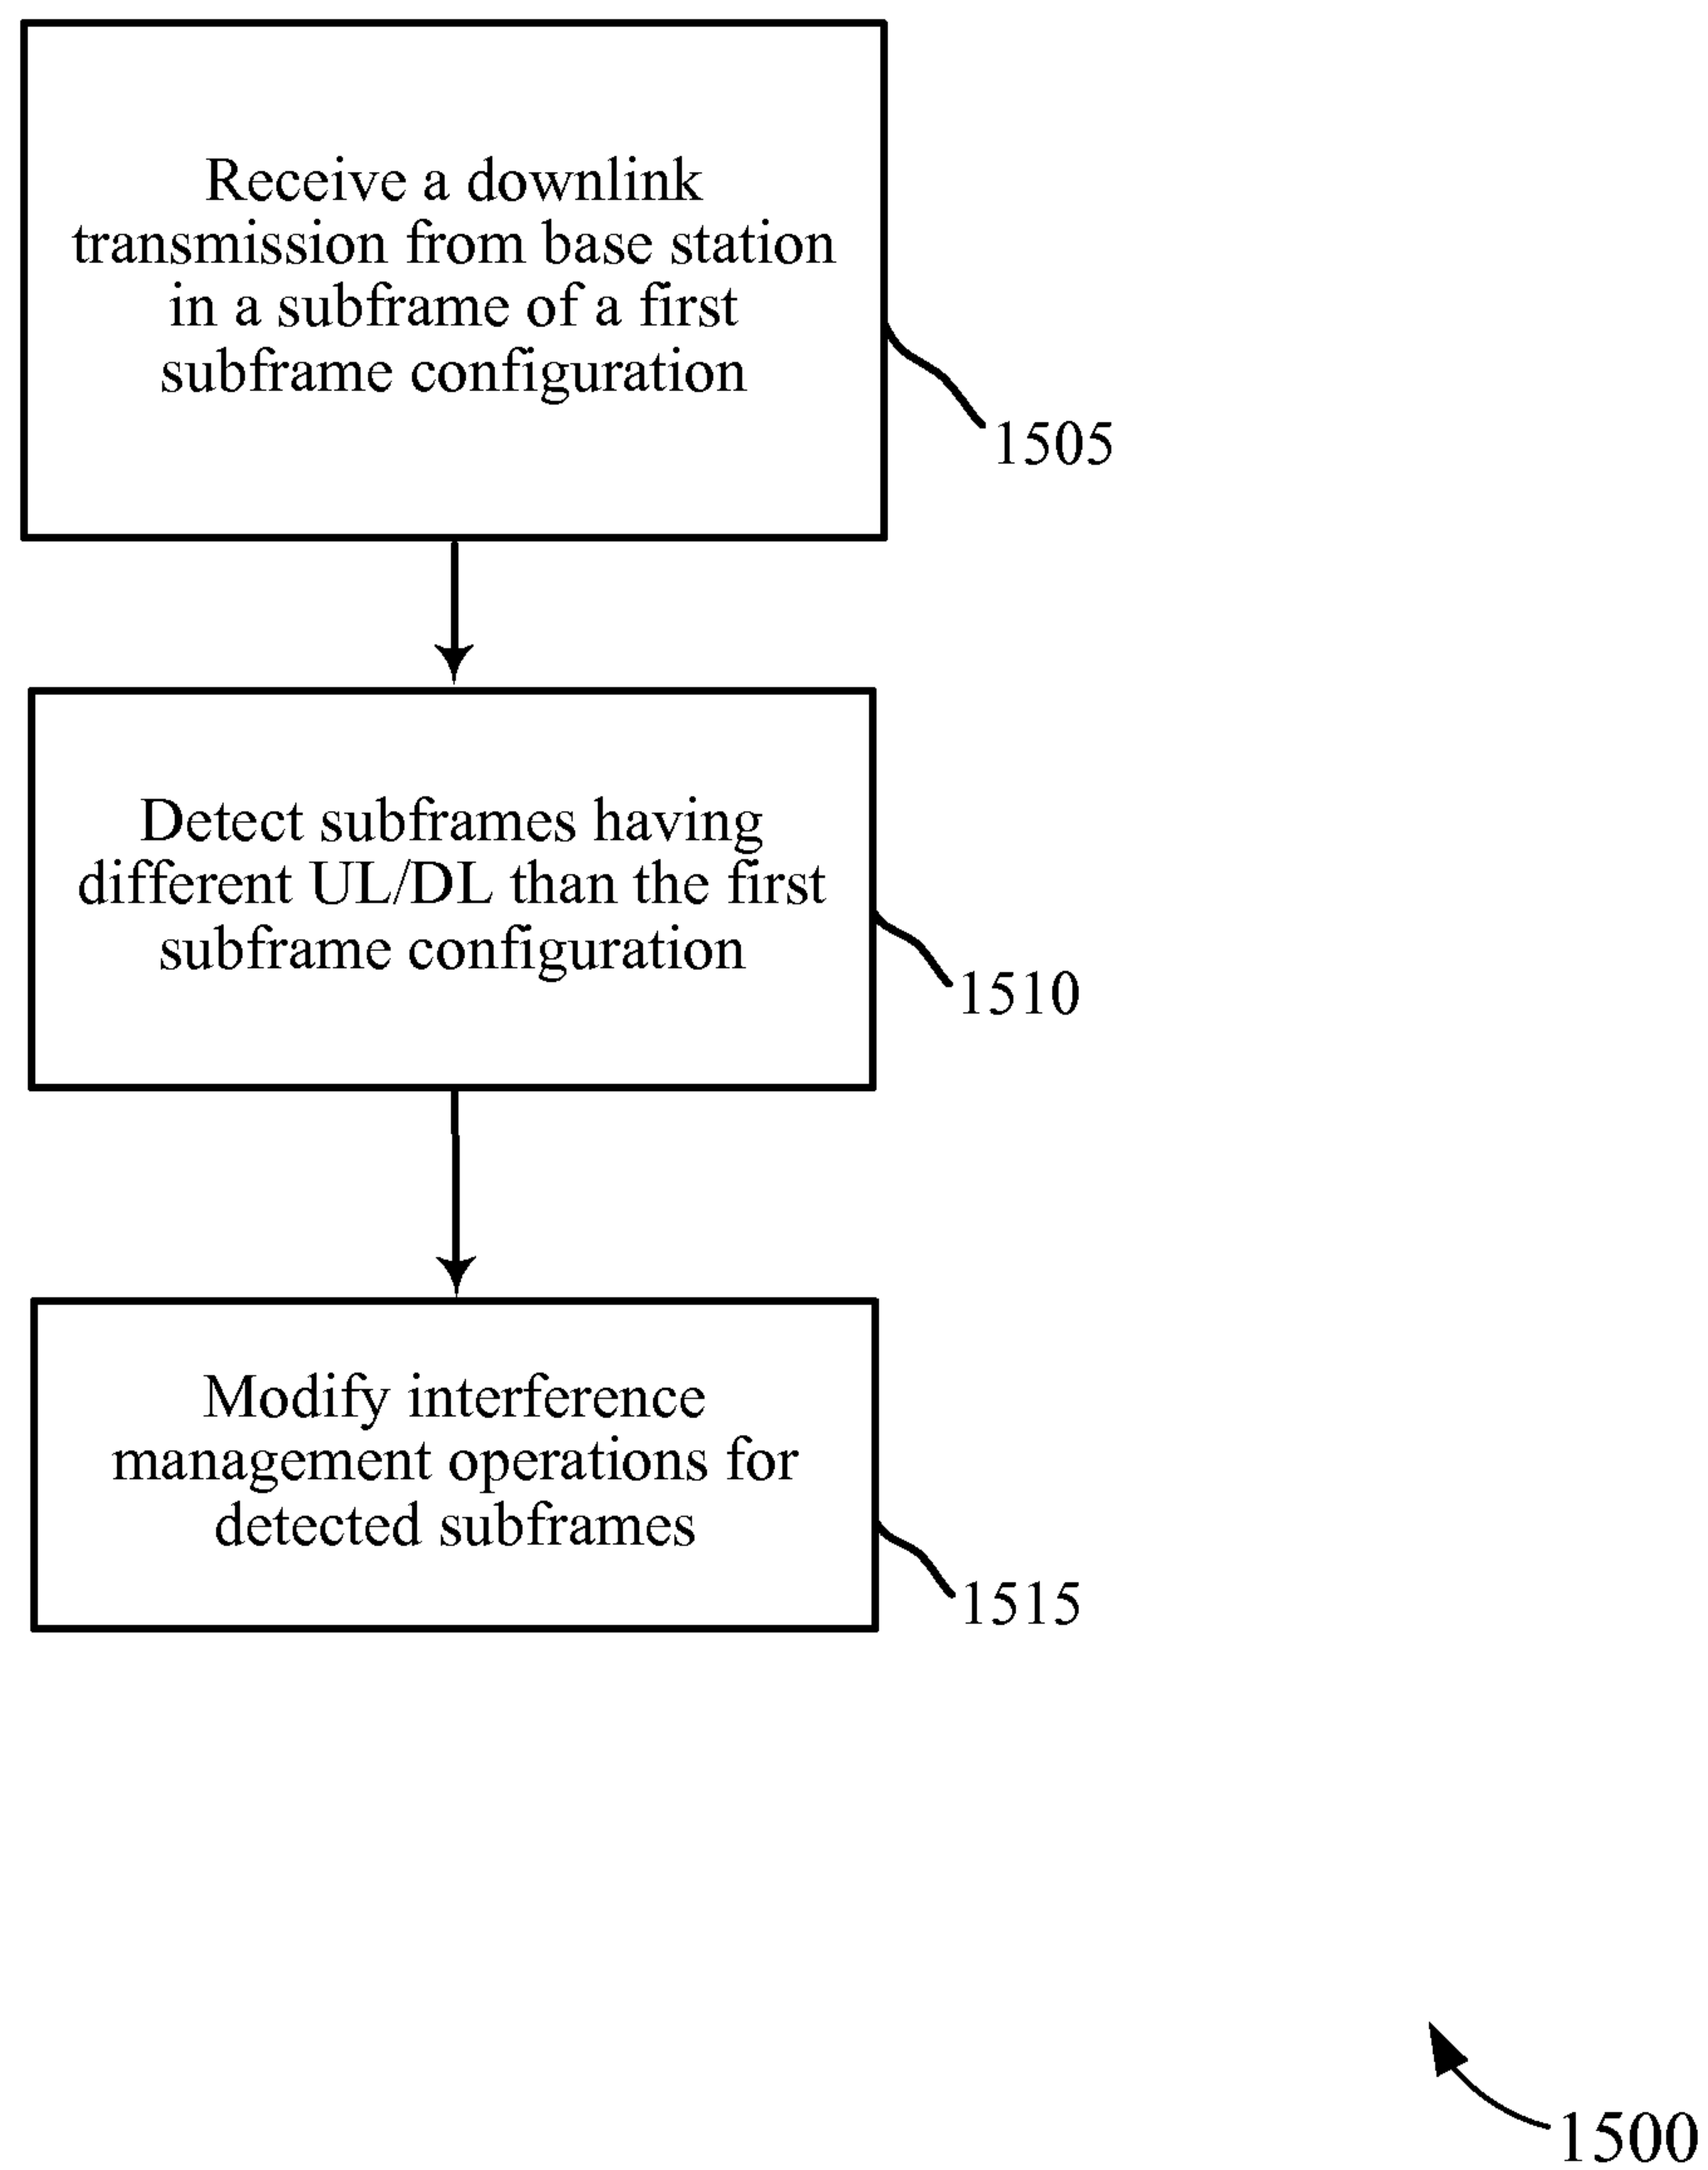 Receive a downlink
transmission from base station
in a subframe of a first
subframe configuration
1505
Detect subframes having
different UL/DL than the first
subframe configuration
1510
Modify interference
management operations for
detected subframes
1515
1500